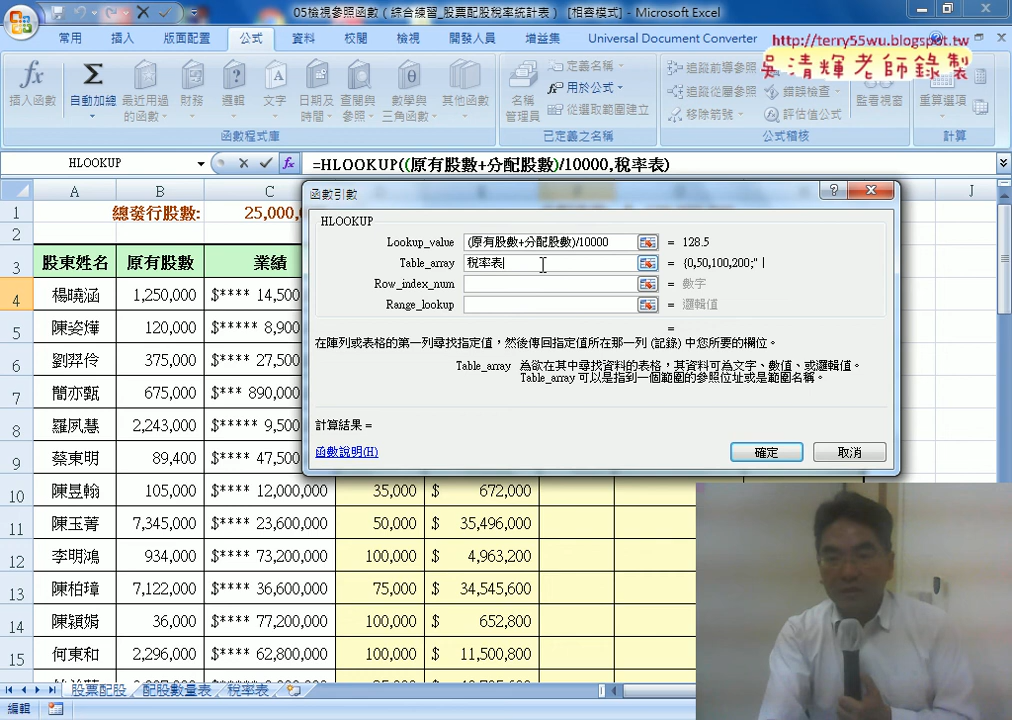 05檢視參照函數（綜合練習_股票配股稅率統計表） [相容模式] - Microsoft Excel
常用 插入 版面配置 公式 資料 校閱 檢視 開發人員 增益集 Universal Document Converter
http://terry55wu.blogspot.tw
吳清輝老師錄製
插入函數 自動加總 最近用過的函數 財務 邏輯 文字 日期及時間 查閱與參照 數學與三角函數 其他函數
名稱管理員 定義名稱 用於公式 從選取範圍建立
追蹤前導參照 追蹤從屬參照 移除箭號 錯誤檢查 評估值公式 監看視窗 重算選項
函數程式庫 已定義之名稱 公式稽核 計算
HLOOKUP =HLOOKUP((原有股數+分配股數)/10000,稅率表)
A B C J
1 總發行股數: 25,000,0
2
3 股東姓名 原有股數 業績
4 楊曉涵 1,250,000 $**** 14,500
5 陳姿燁 120,000 $***** 8,900
6 劉羿伶 375,000 $**** 27,500
7 簡亦甄 675,000 $*** 890,000
8 羅夙慧 2,243,000 $***** 9,500
9 蔡東明 89,400 $**** 47,500
10 陳昱翰 105,000 $*** 12,000,000 35,000 $ 672,000
11 陳玉菁 7,345,000 $*** 23,600,000 50,000 $ 35,496,000
12 李明鴻 934,000 $*** 73,200,000 100,000 $ 4,963,200
13 陳柏瑋 7,122,000 $*** 36,600,000 75,000 $ 34,545,600
14 陳穎娟 36,000 $*** 77,200,000 100,000 $ 652,800
15 何東和 2,296,000 $*** 62,800,000 100,000 $ 11,500,800
函數引數
HLOOKUP
Lookup_value (原有股數+分配股數)/10000 = 128.5
Table_array 稅率表 = {0,50,100,200;"
Row_index_num = 數字
Range_lookup = 邏輯值
=
在陣列或表格的第一列尋找指定值，然後傳回指定值所在那一列 (記錄) 中您所要的欄位。
Table_array 為欲在其中尋找資料的表格，其資料可為文字、數值、或邏輯值。
Table_array 可以是指到一個範圍的參照位址或是範圍名稱。
計算結果 =
函數說明(H) 確定 取消
股票配股 配股數量表 稅率表
編輯